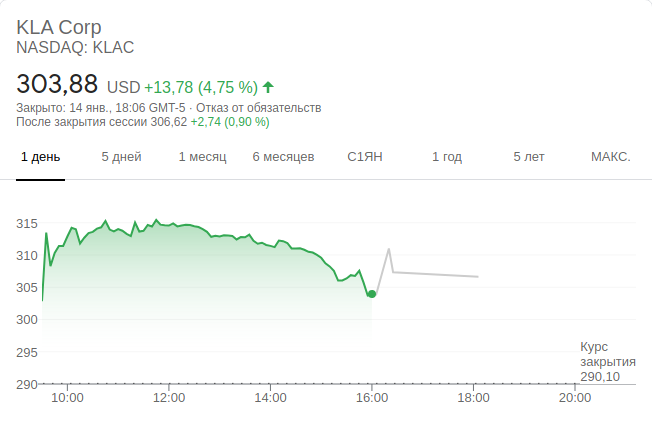 KLA Corp
NASDAQ: KLAC
303,88 USD +13,78 (4,75 %)
Закрыто: 14 янв., 18:06 GMT-5 · Отказ от обязательств
После закрытия сессии 306,62 +2,74 (0,90 %)
1 день 5 дней 1 месяц 6 месяцев С1ЯН 1 год 5 лет МАКС.
315
310
305
300
295
290
Курс
закрытия
290,10
10:00 12:00 14:00 16:00 18:00 20:00